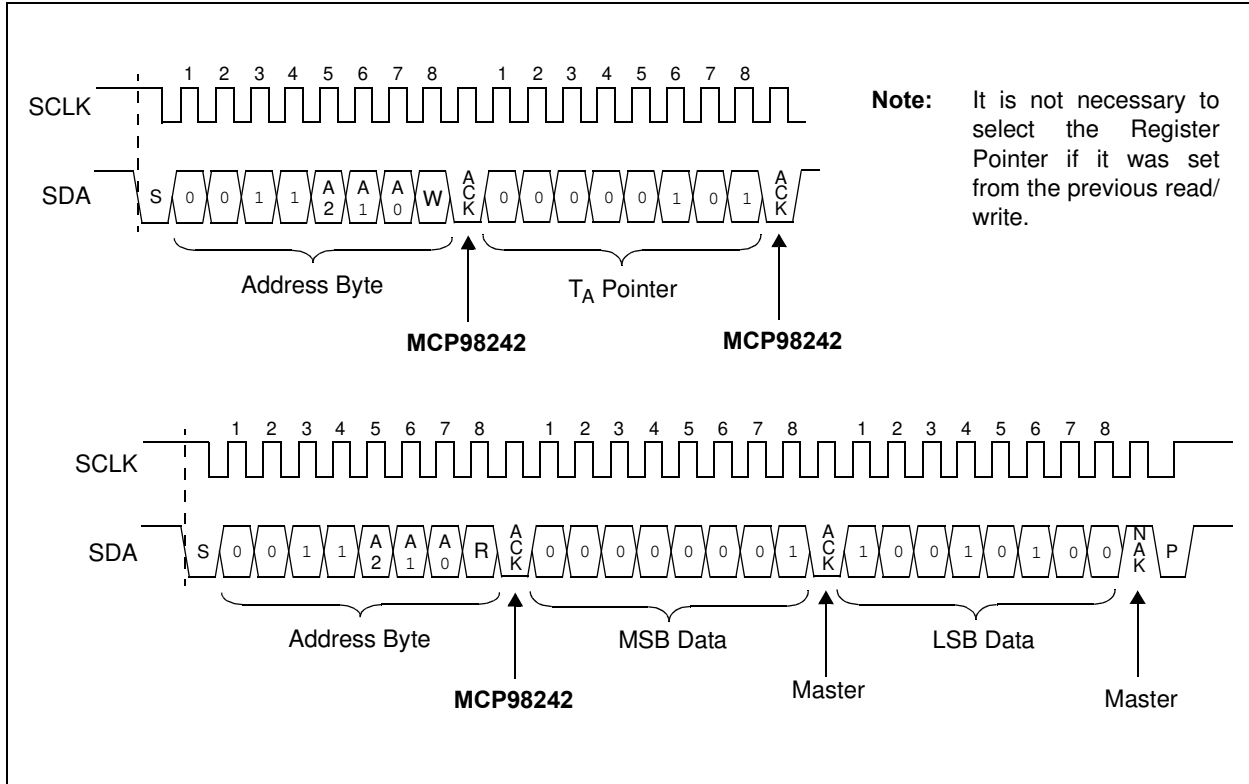 1 2 3 4 5 6 7 8 1 2 3 4 5 6 7 8
SCLK
SDA
S 0 0 1 1 A2 A1 A0 W ACK 0 0 0 0 0 1 0 1 ACK
Address Byte
TA Pointer
MCP98242
MCP98242
Note: It is not necessary to
select the Register
Pointer if it was set
from the previous read/
write.
1 2 3 4 5 6 7 8 1 2 3 4 5 6 7 8 1 2 3 4 5 6 7 8
SCLK
SDA
S 0 0 1 1 A2 A1 A0 R ACK 0 0 0 0 0 0 0 1 ACK 1 0 0 1 0 1 0 0 NAK P
Address Byte
MSB Data
LSB Data
MCP98242
Master
Master